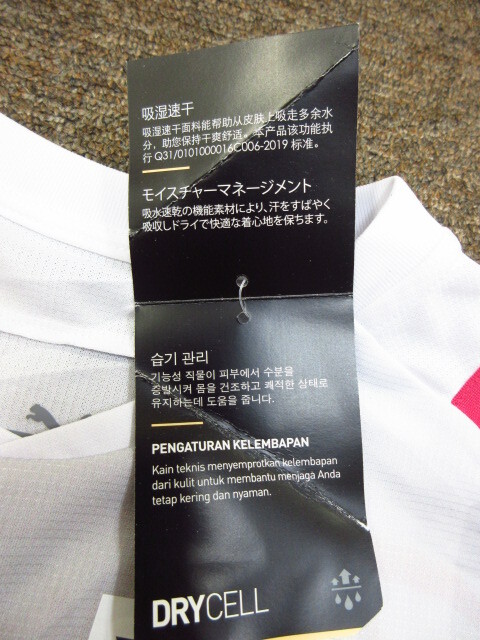 吸湿速干
吸湿速干面料能帮助从皮肤上吸走多余水
分，助您保持干爽舒适。本产品该功能执
行 Q31/0101000016C006-2019 标准。
モイスチャーマネージメント
吸水速乾の機能素材により、汗をすばやく
吸収しドライで快適な着心地を保ちます。
습기 관리
기능성 직물이 피부에서 수분을
증발시켜 몸을 건조하고 쾌적한 상태로
유지하는데 도움을 줍니다.
PENGATURAN KELEMBAPAN
Kain teknis menyemprotkan kelembapan
dari kulit untuk membantu menjaga Anda
tetap kering dan nyaman.
DRYCELL